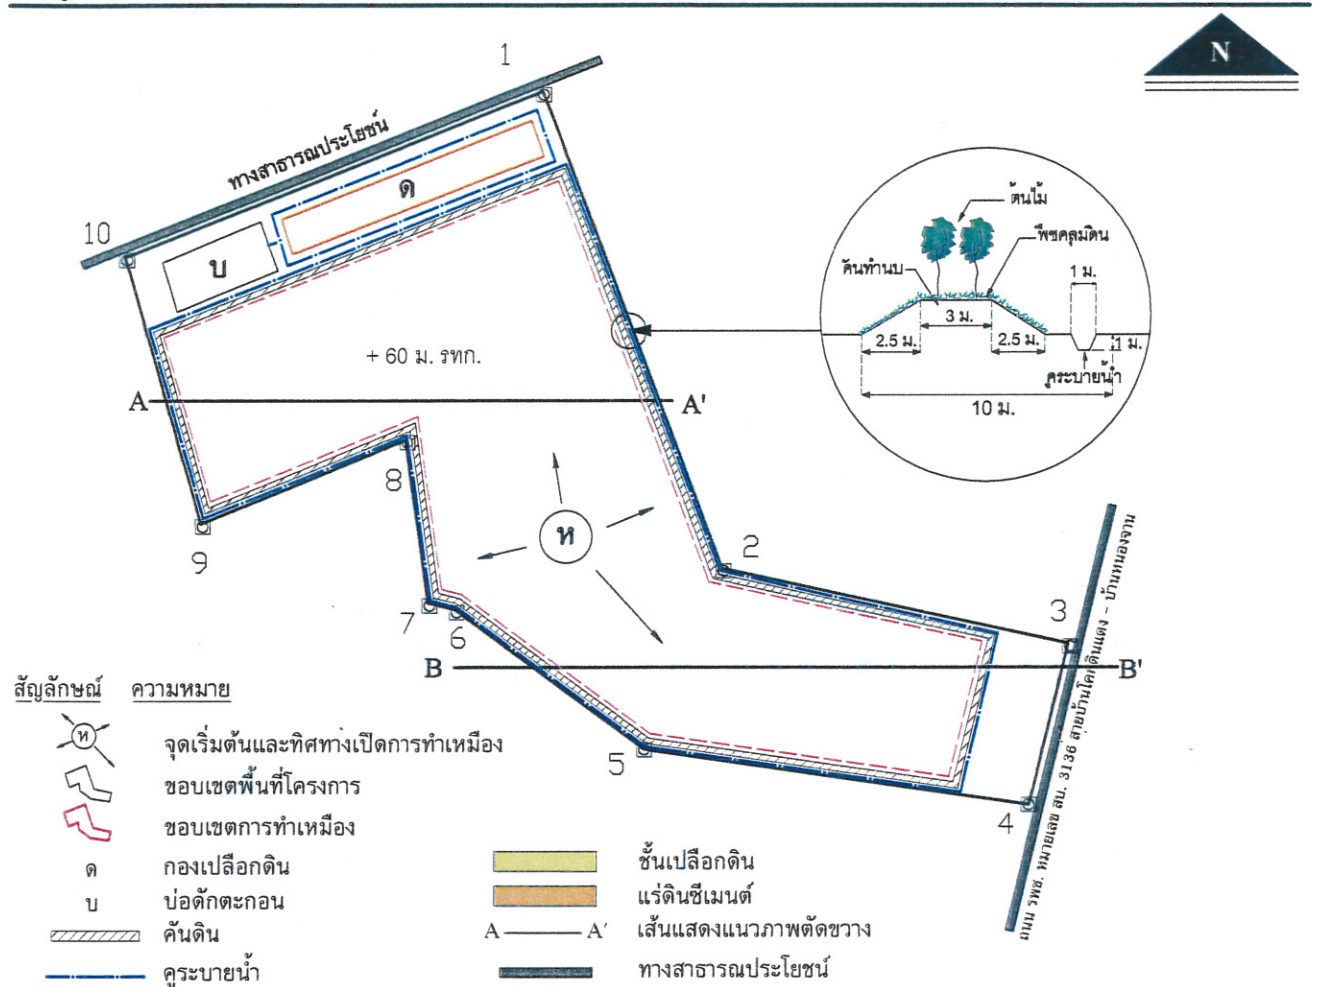 N
1
ทางสาธารณประโยชน์
10
ด
บ
ต้นไม้
พืชคลุมดิน
คันทำนบ
1 ม.
3 ม.
2.5 ม.
2.5 ม.
1 ม.
คูระบายน้ำ
10 ม.
+ 60 ม. รทก.
A
A'
8
9
ห
2
7
6
3
B
B'
5
4
ถนน รพช. หมายเลข สบ. 3136 สายบ้านโคกดินแดง - บ้านหนองจาน
สัญลักษณ์ ความหมาย
ห จุดเริ่มต้นและทิศทางเปิดการทำเหมือง
ขอบเขตพื้นที่โครงการ
ขอบเขตการทำเหมือง
ด กองเปลือกดิน
บ บ่อดักตะกอน
คันดิน
คูระบายน้ำ
ชั้นเปลือกดิน
แร่ดินซีเมนต์
A A' เส้นแสดงแนวภาพตัดขวาง
ทางสาธารณประโยชน์